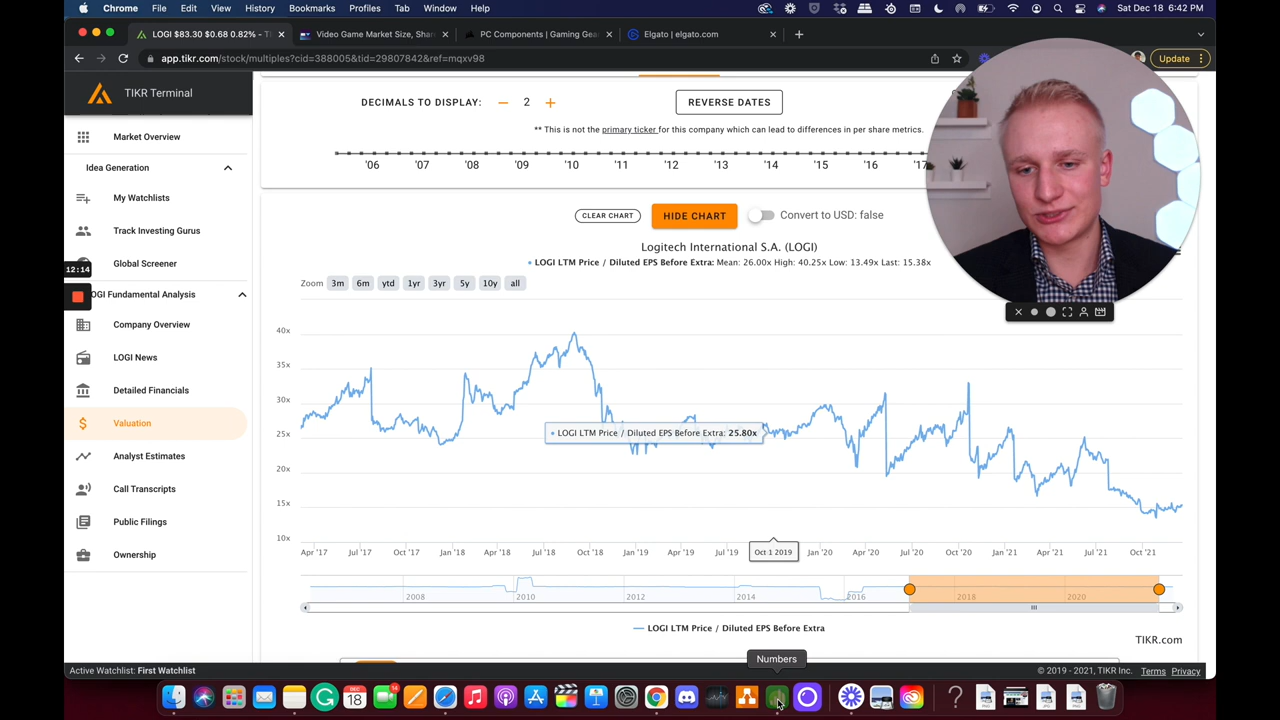 Chrome File Edit View History Bookmarks Profiles Tab Window Help Sat Dec 18 6:42 PM
LOGI $83.30 $0.68 0.82% - T Video Game Market Size, Share PC Components | Gaming Gea Elgato | elgato.com
app.tikr.com/stock/multiples?cid=388005&tid=29807842&ref=mqxv98 Update
TIKR Terminal
Market Overview
Idea Generation
My Watchlists
Track Investing Gurus
Global Screener
12:14
LOGI Fundamental Analysis
Company Overview
LOGI News
Detailed Financials
Valuation
Analyst Estimates
Call Transcripts
Public Filings
Ownership
DECIMALS TO DISPLAY: − 2 + REVERSE DATES
** This is not the primary ticker for this company which can lead to differences in per share metrics.
'06 '07 '08 '09 '10 '11 '12 '13 '14 '15 '16 '17
CLEAR CHART HIDE CHART Convert to USD: false
Logitech International S.A. (LOGI)
• LOGI LTM Price / Diluted EPS Before Extra: Mean: 26.00x High: 40.25x Low: 13.49x Last: 15.38x
Zoom 3m 6m ytd 1yr 3yr 5y 10y all
40x
35x
30x
25x
20x
15x
10x
• LOGI LTM Price / Diluted EPS Before Extra: 25.80x
Apr '17 Jul '17 Oct '17 Jan '18 Apr '18 Jul '18 Oct '18 Jan '19 Apr '19 Jul '19 Oct 1 2019 Jan '20 Apr '20 Jul '20 Oct '20 Jan '21 Apr '21 Jul '21 Oct '21
2008 2010 2012 2014 2016 2018 2020
LOGI LTM Price / Diluted EPS Before Extra
TIKR.com
Numbers
Active Watchlist: First Watchlist © 2019 - 2021, TIKR Inc. Terms Privacy
DEC
18
14